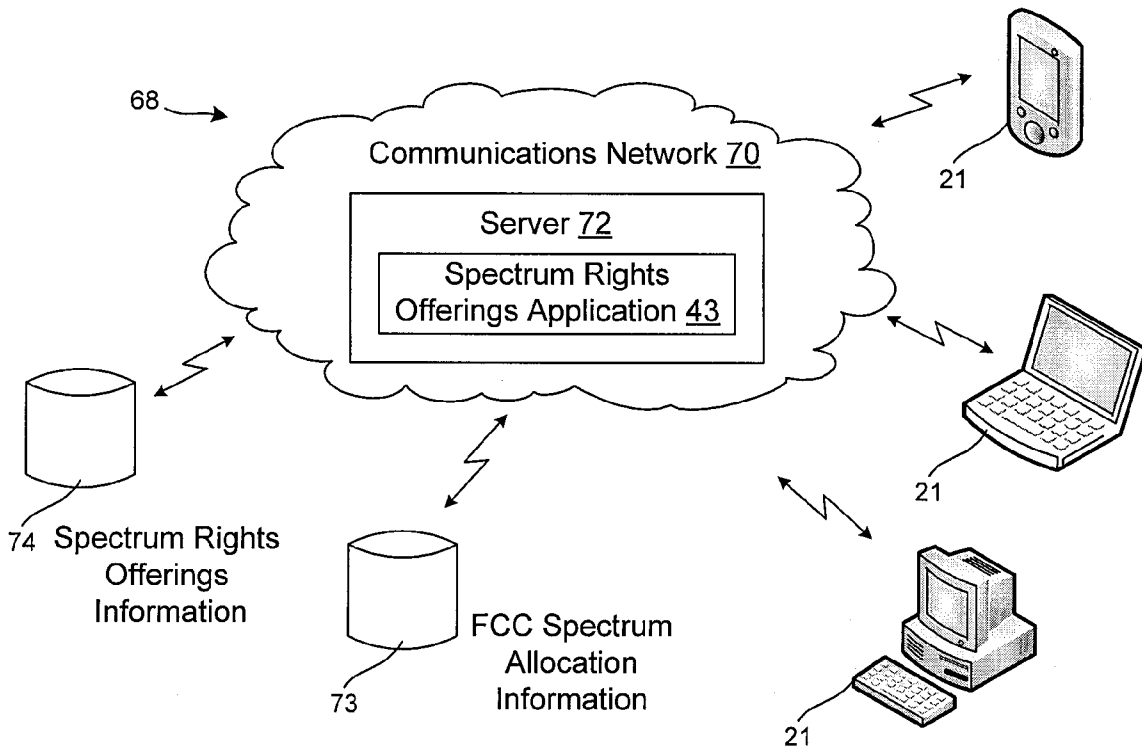 68
Communications Network 70
Server 72
Spectrum Rights
Offerings Application 43
21
21
74
Spectrum Rights
Offerings
Information
73
FCC Spectrum
Allocation
Information
21